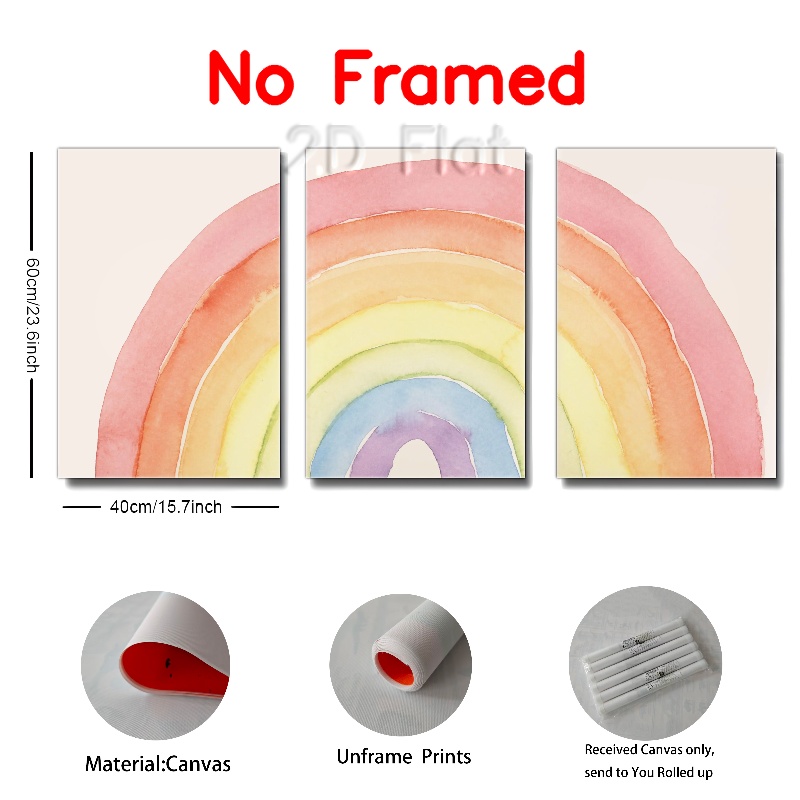 No Framed
2D Flat
60cm/23.6inch
40cm/15.7inch
Material:Canvas
Unframe Prints
Received Canvas only,
send to You Rolled up